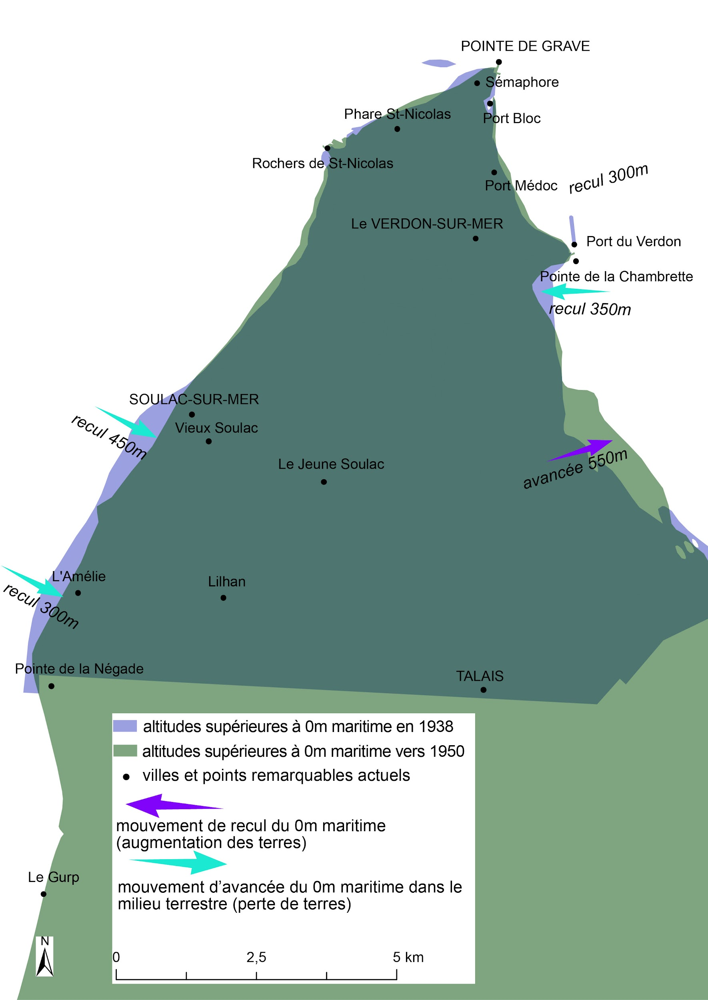 POINTE DE GRAVE
Sémaphore
Phare St-Nicolas
Port Bloc
Rochers de St-Nicolas
Port Médoc
recul 300m
Le VERDON-SUR-MER
Port du Verdon
Pointe de la Chambrette
recul 350m
SOULAC-SUR-MER
recul 450m
Vieux Soulac
Le Jeune Soulac
avancée 550m
L'Amélie
Lilhan
recul 300m
Pointe de la Négade
TALAIS
altitudes supérieures à 0m maritime en 1938
altitudes supérieures à 0m maritime vers 1950
villes et points remarquables actuels
mouvement de recul du 0m maritime
(augmentation des terres)
mouvement d’avancée du 0m maritime dans le
milieu terrestre (perte de terres)
Le Gurp
N
0 2,5 5 km